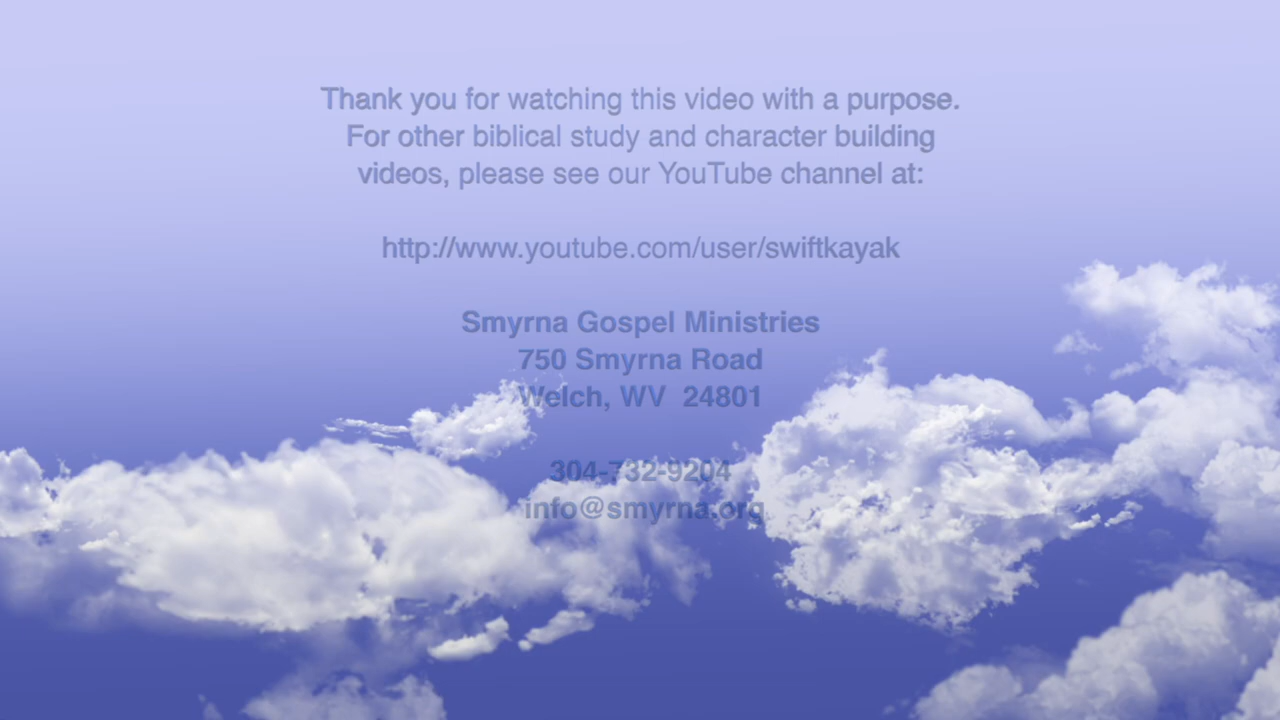 Thank you for watching this video with a purpose.
For other biblical study and character building
videos, please see our YouTube channel at:
http://www.youtube.com/user/swiftkayak
Smyrna Gospel Ministries
750 Smyrna Road
Welch, WV  24801
304-732-9204
info@smyrna.org